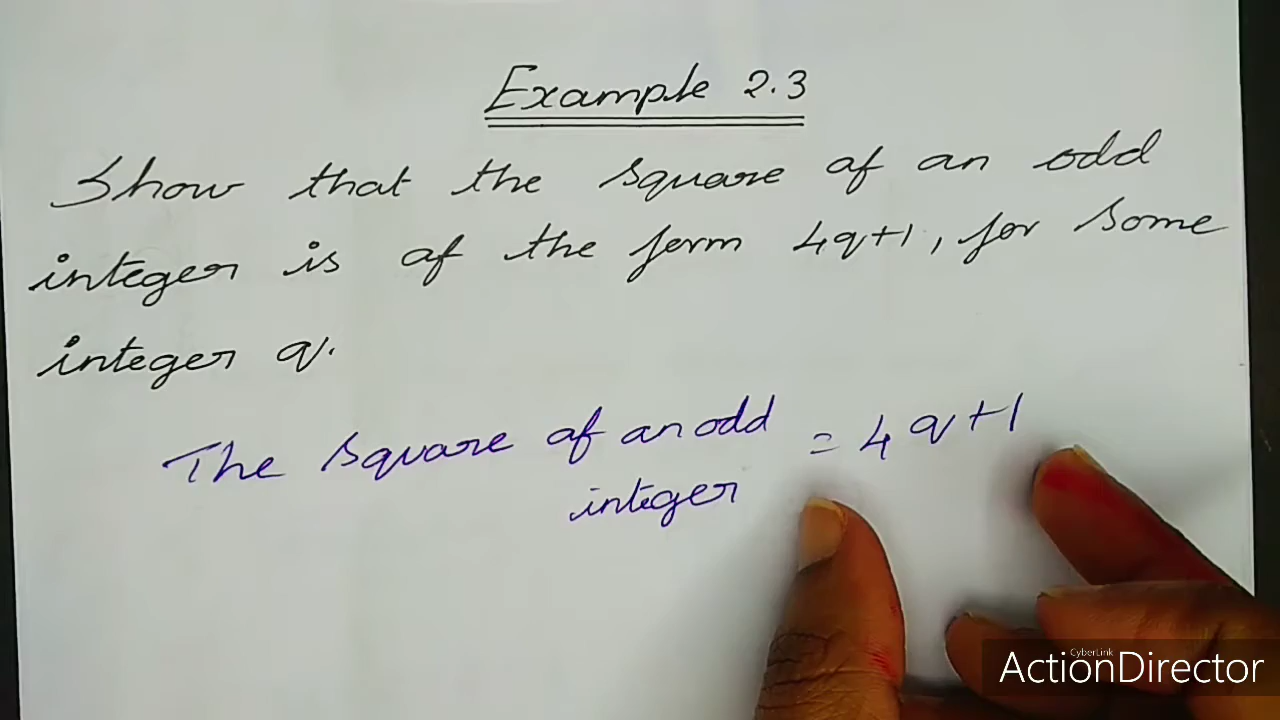 Example 2.3
Show that the square of an odd
integer is of the form 4q+1, for some
integer q.
The square of an odd = 4q+1
integer
CyberLink
ActionDirector